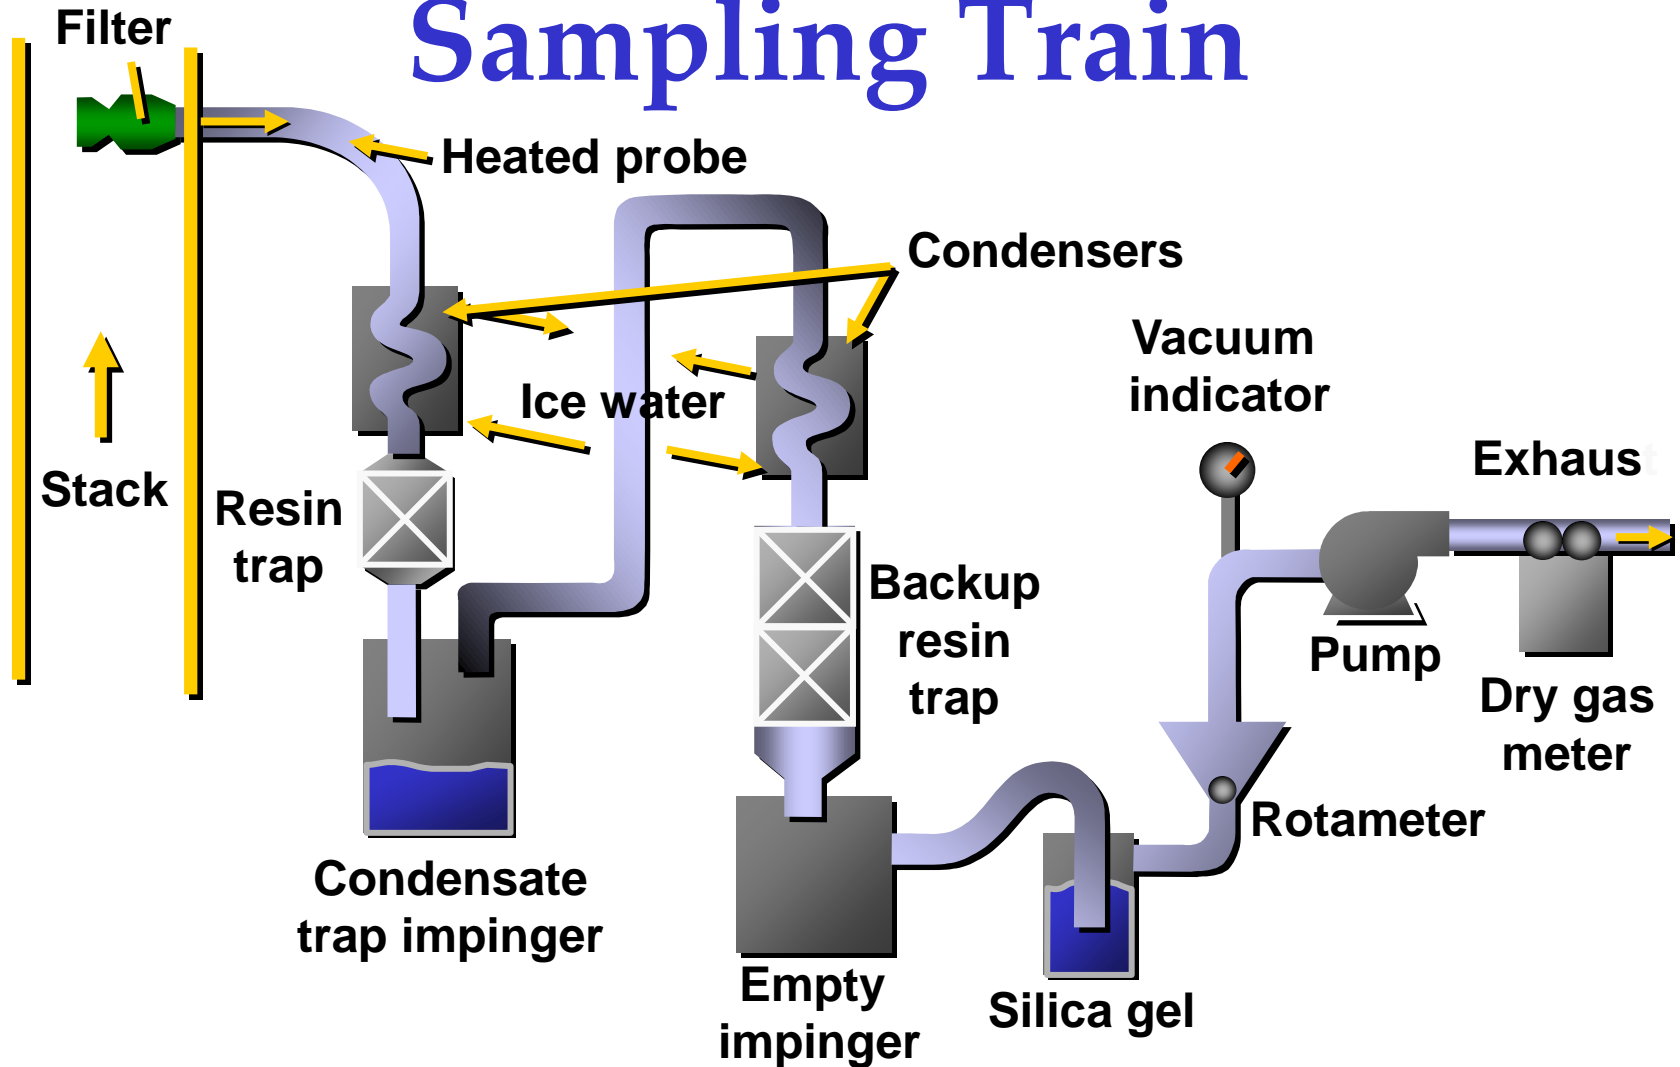 Sampling Train
Filter
Heated probe
Condensers
Vacuum
indicator
Ice water
Exhaust
Stack
Resin
trap
Backup
resin
trap
Pump
Dry gas
meter
Rotameter
Condensate
trap impinger
Empty
impinger
Silica gel